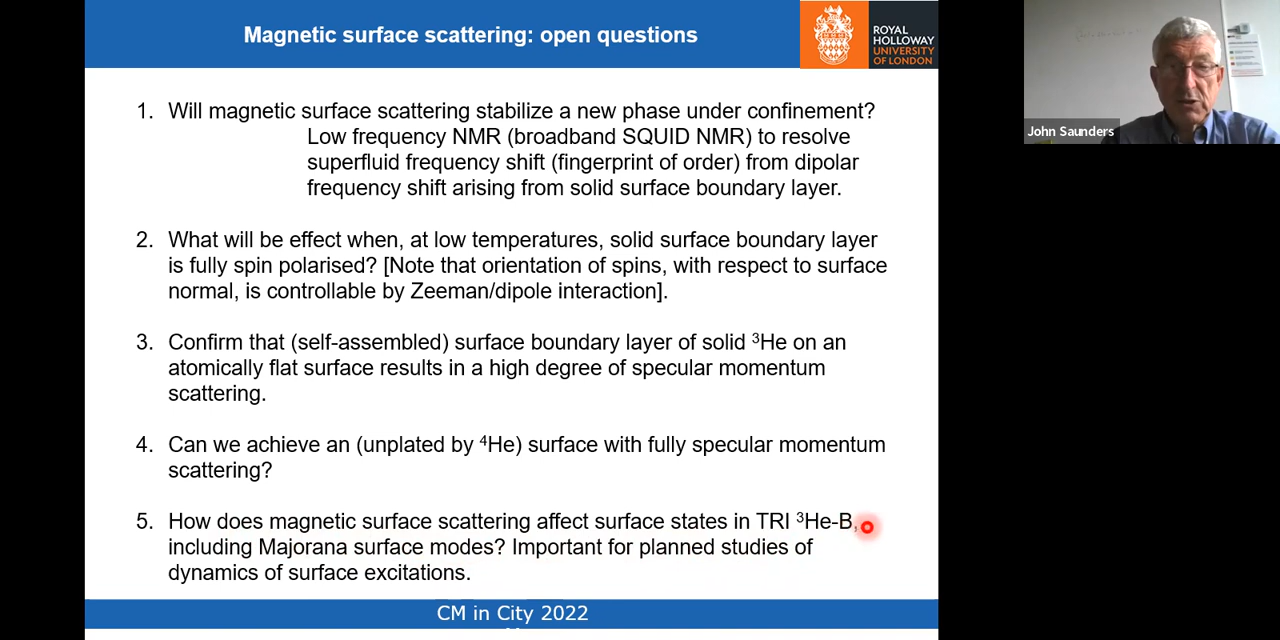 Magnetic surface scattering: open questions
ROYAL
HOLLOWAY
UNIVERSITY
OF LONDON
1. Will magnetic surface scattering stabilize a new phase under confinement?
Low frequency NMR (broadband SQUID NMR) to resolve
superfluid frequency shift (fingerprint of order) from dipolar
frequency shift arising from solid surface boundary layer.
2. What will be effect when, at low temperatures, solid surface boundary layer
is fully spin polarised? [Note that orientation of spins, with respect to surface
normal, is controllable by Zeeman/dipole interaction].
3. Confirm that (self-assembled) surface boundary layer of solid ³He on an
atomically flat surface results in a high degree of specular momentum
scattering.
4. Can we achieve an (unplated by ⁴He) surface with fully specular momentum
scattering?
5. How does magnetic surface scattering affect surface states in TRI ³He-B,
including Majorana surface modes? Important for planned studies of
dynamics of surface excitations.
CM in City 2022
John Saunders